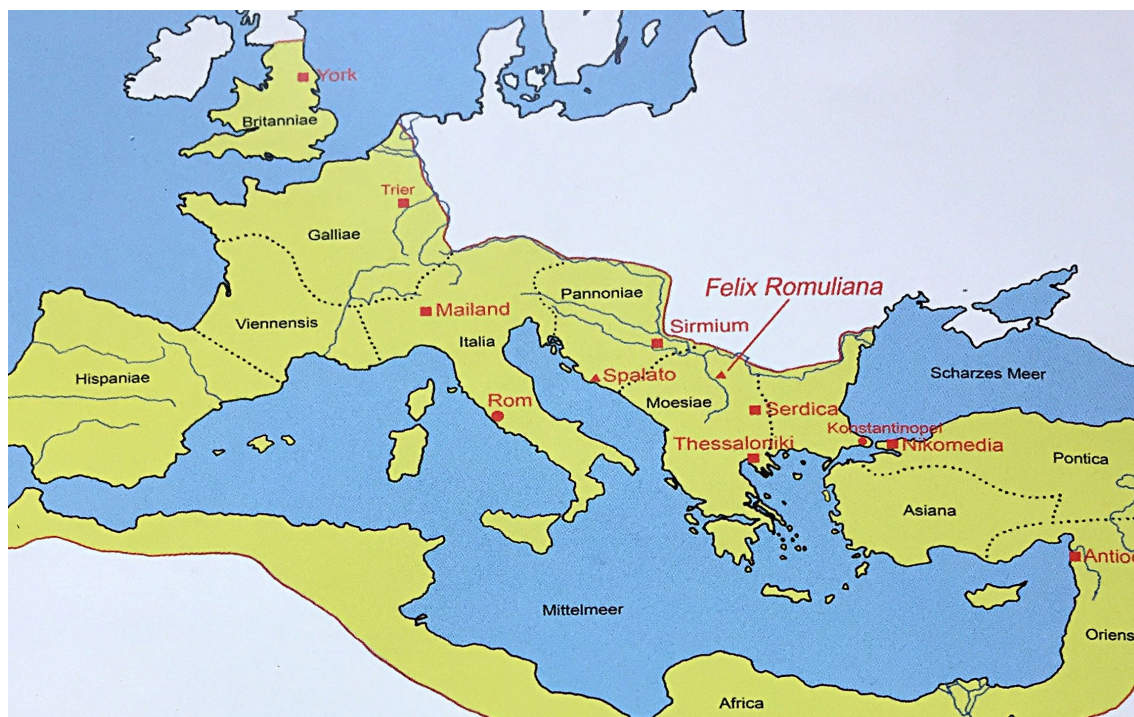 York
Britanniae
Trier
Galliae
Felix Romuliana
Pannoniae
Mailand
Viennensis
Sirmium
Italia
Hispaniae
Spalato
Scharzes Meer
Moesiae
Rom
Serdica
Konstantinopel
Thessaloniki
Nikomedia
Pontica
Asiana
Antioc
Mittelmeer
Oriens
Africa